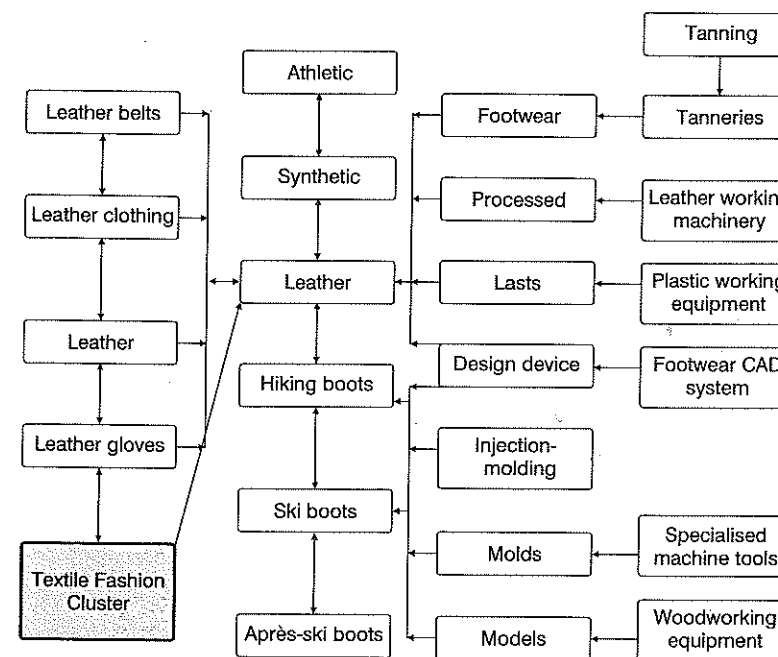 Tanning
Athletic
Leather belts
Footwear
Tanneries
Synthetic
Processed
Leather working
machinery
Leather clothing
Leather
Lasts
Plastic working
equipment
Leather
Design device
Footwear CAD
system
Hiking boots
Leather gloves
Injection-
molding
Ski boots
Molds
Specialised
machine tools
Textile Fashion
Cluster
Après-ski boots
Models
Woodworking
equipment